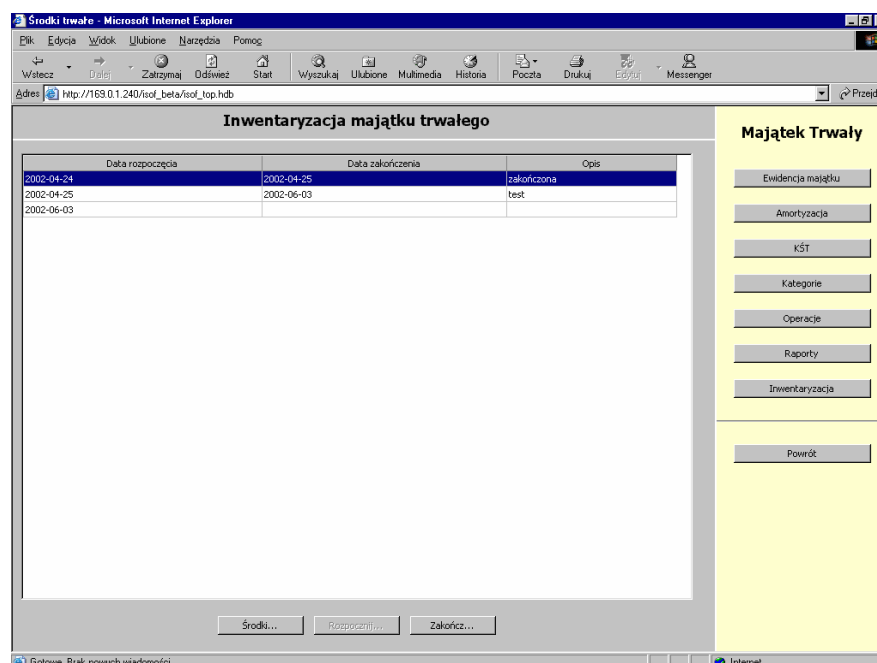 Środki trwałe - Microsoft Internet Explorer
Plik Edycja Widok Ulubione Narzędzia Pomoc
Wstecz Dalej Zatrzymaj Odśwież Start Wyszukaj Ulubione Multimedia Historia Poczta Drukuj Edytuj Messenger
Adres http://169.0.1.240/isof_beta/isof_top.hdb Przejd
Inwentaryzacja majątku trwałego
Data rozpoczęcia Data zakończenia Opis
2002-04-24 2002-04-25 zakończona
2002-04-25 2002-06-03 test
2002-06-03
Środki... Rozpocznij... Zakończ...
Majątek Trwały
Ewidencja majątku
Amortyzacja
KŚT
Kategorie
Operacje
Raporty
Inwentaryzacja
Powrót
Gotowe. Brak nowych wiadomości Internet